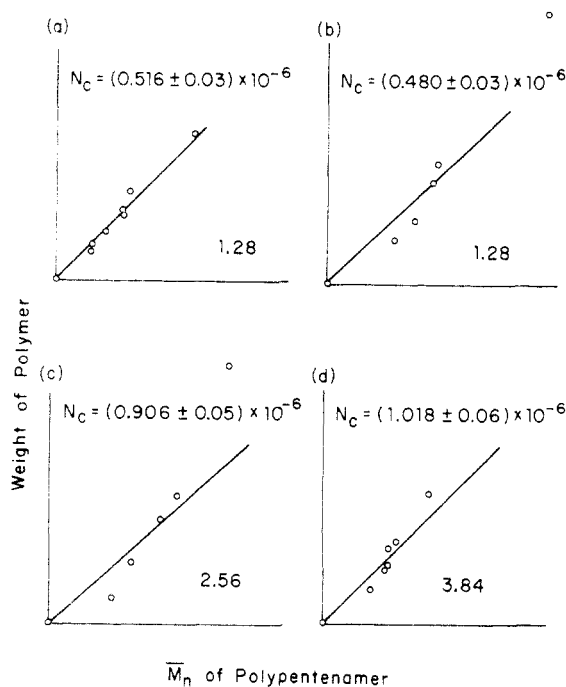 (a)
N_c = (0.516 ± 0.03) × 10⁻⁶
1.28
(b)
N_c = (0.480 ± 0.03) × 10⁻⁶
1.28
(c)
N_c = (0.906 ± 0.05) × 10⁻⁶
2.56
(d)
N_c = (1.018 ± 0.06) × 10⁻⁶
3.84
Weight of Polymer
M̅n of Polypentenamer